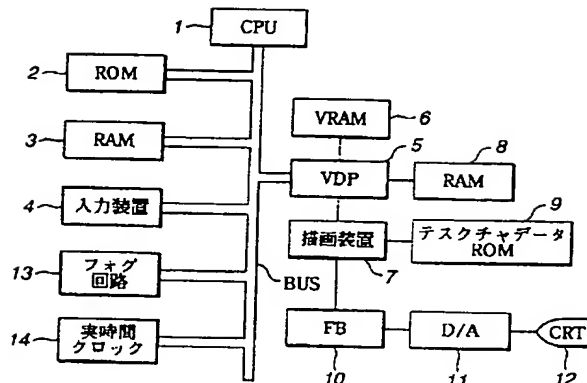 1
CPU
2
ROM
3
RAM
4
入力装置
13
フォグ
回路
14
実時間
クロック
BUS
VRAM
6
5
VDP
8
RAM
描画装置
7
9
テスクチャデータ
ROM
FB
10
D/A
11
CRT
12